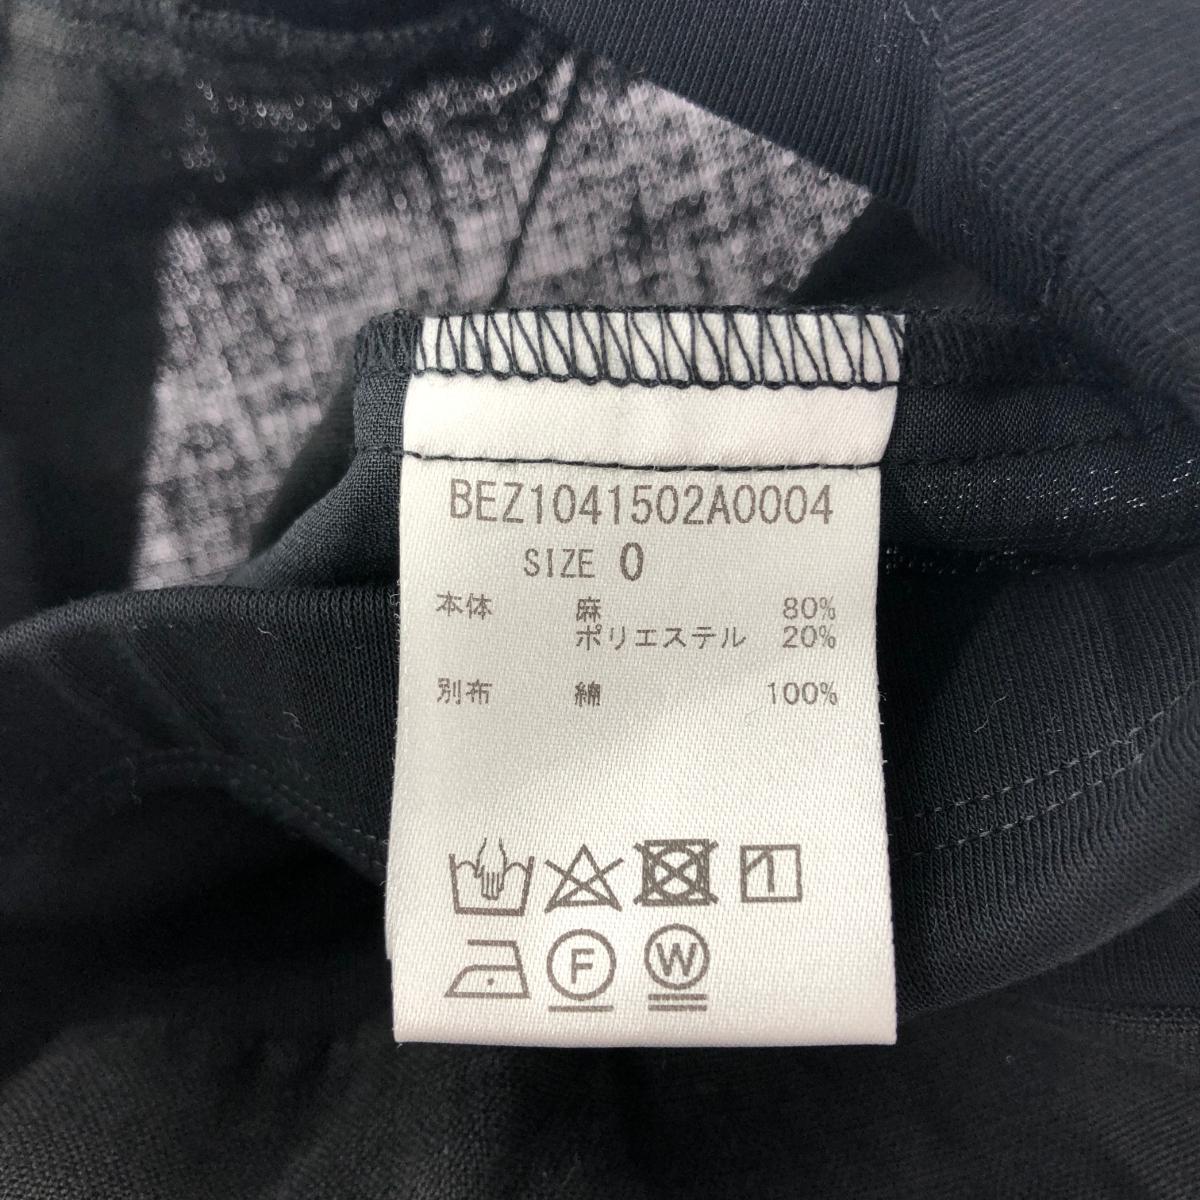 BEZ1041502A0004
SIZE 0
本体 麻 80%
ポリエステル 20%
別布 綿 100%
F W